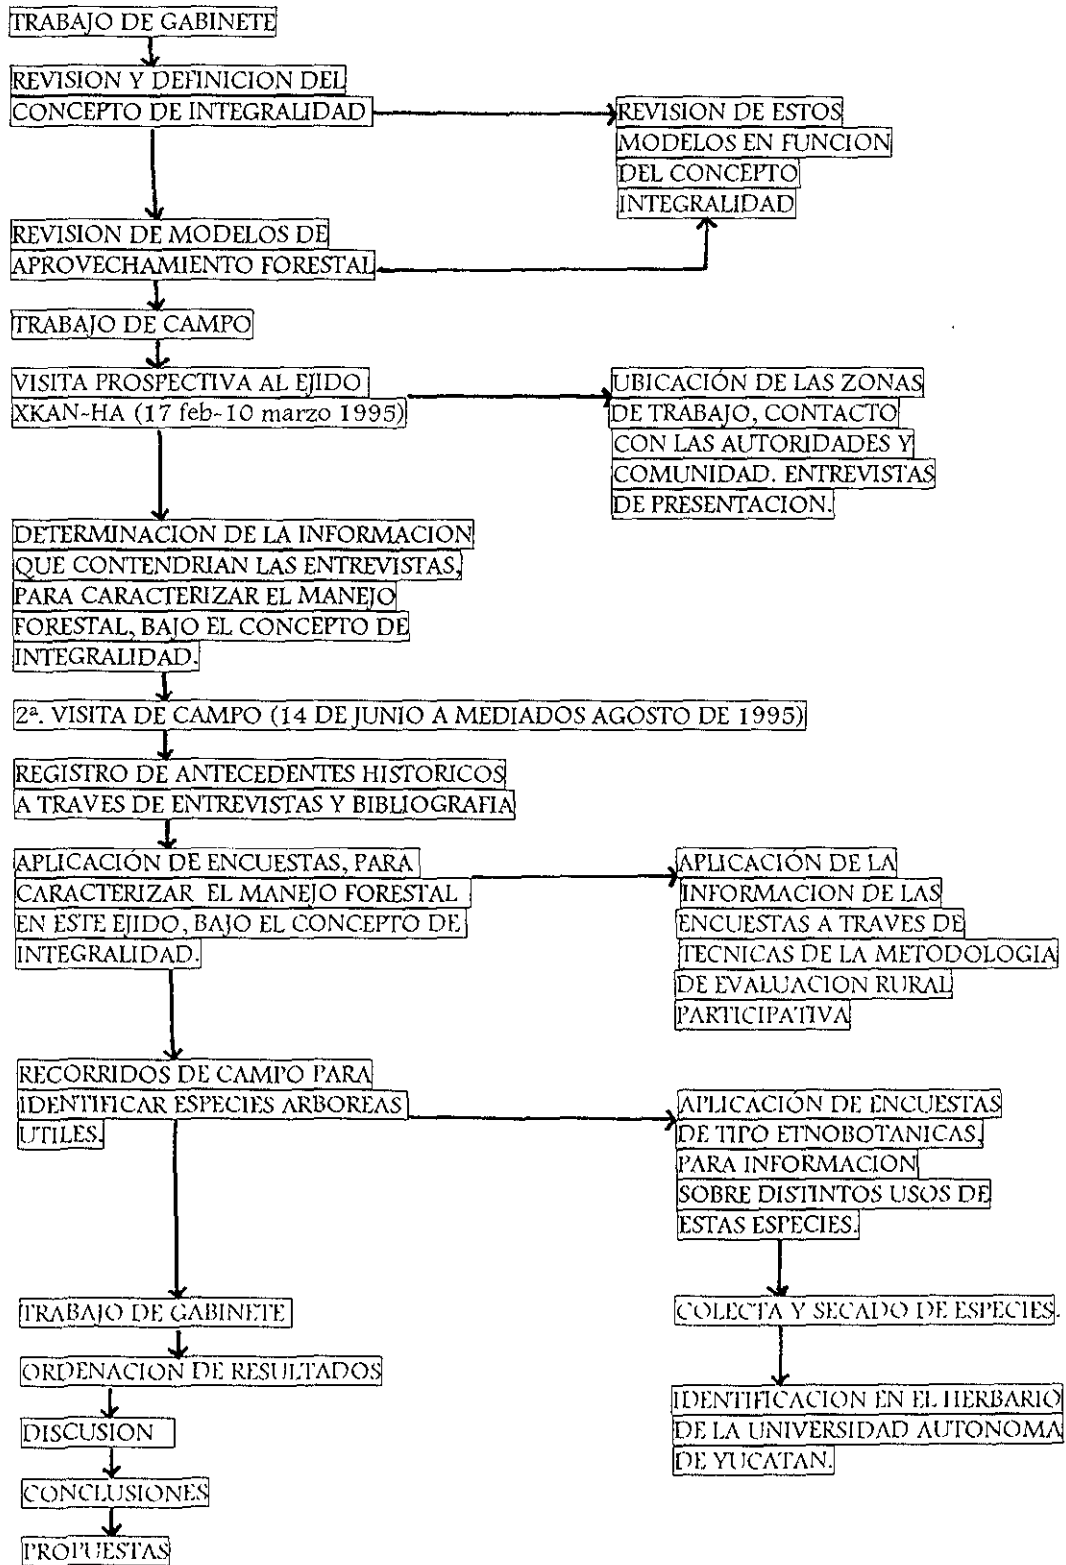 TRABAJO DE GABINETE
REVISION Y DEFINICION DEL
CONCEPTO DE INTEGRALIDAD
REVISION DE ESTOS
MODELOS EN FUNCION
DEL CONCEPTO
INTEGRALIDAD
REVISION DE MODELOS DE
APROVECHAMIENTO FORESTAL
TRABAJO DE CAMPO
VISITA PROSPECTIVA AL EJIDO
XKAN-HA (17 feb-10 marzo 1995)
UBICACIÓN DE LAS ZONAS
DE TRABAJO, CONTACTO
CON LAS AUTORIDADES Y
COMUNIDAD. ENTREVISTAS
DE PRESENTACION.
DETERMINACION DE LA INFORMACION
QUE CONTENDRIAN LAS ENTREVISTAS,
PARA CARACTERIZAR EL MANEJO
FORESTAL, BAJO EL CONCEPTO DE
INTEGRALIDAD.
2ª. VISITA DE CAMPO (14 DE JUNIO A MEDIADOS AGOSTO DE 1995)
REGISTRO DE ANTECEDENTES HISTORICOS
A TRAVES DE ENTREVISTAS Y BIBLIOGRAFIA
APLICACIÓN DE ENCUESTAS, PARA
CARACTERIZAR EL MANEJO FORESTAL
EN ESTE EJIDO, BAJO EL CONCEPTO DE
INTEGRALIDAD.
APLICACIÓN DE LA
INFORMACION DE LAS
ENCUESTAS A TRAVES DE
TECNICAS DE LA METODOLOGIA
DE EVALUACION RURAL
PARTICIPATIVA
RECORRIDOS DE CAMPO PARA
IDENTIFICAR ESPECIES ARBOREAS
UTILES.
APLICACIÓN DE ENCUESTAS
DE TIPO ETNOBOTANICAS,
PARA INFORMACION
SOBRE DISTINTOS USOS DE
ESTAS ESPECIES.
TRABAJO DE GABINETE
COLECTA Y SECADO DE ESPECIES.
ORDENACION DE RESULTADOS
IDENTIFICACION EN EL HERBARIO
DE LA UNIVERSIDAD AUTONOMA
DE YUCATAN.
DISCUSION
CONCLUSIONES
PROPUESTAS